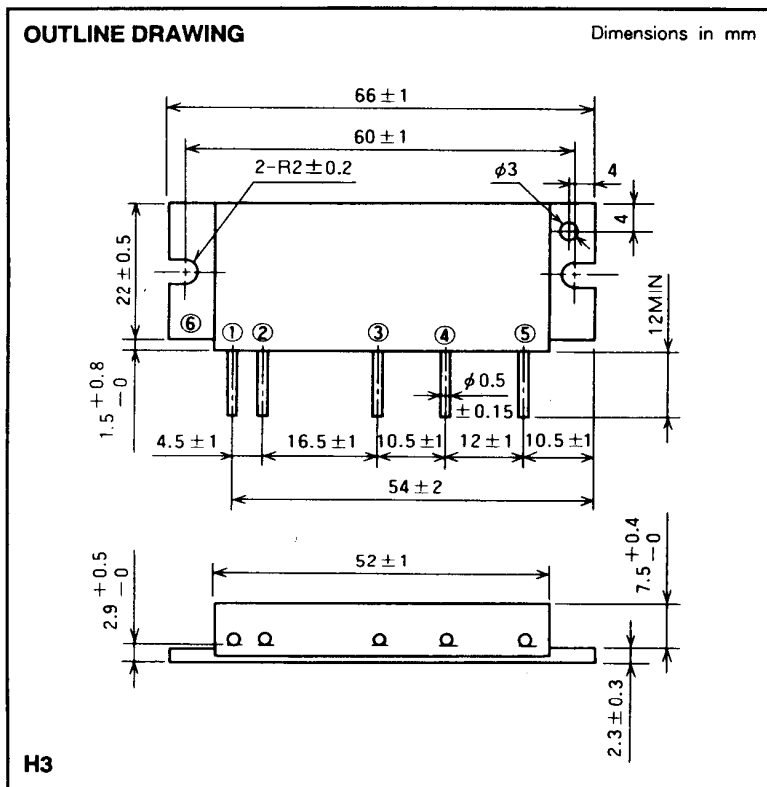 OUTLINE DRAWING
Dimensions in mm
66±1
60±1
2-R2±0.2
φ3
4
4
22±0.5
12MIN
⑥
① ② ③ ④ ⑤
φ0.5
±0.15
1.5 +0.8 -0
4.5±1
16.5±1
10.5±1
12±1
10.5±1
54±2
52±1
2.9 +0.5 -0
7.5 +0.4 -0
2.3±0.3
H3